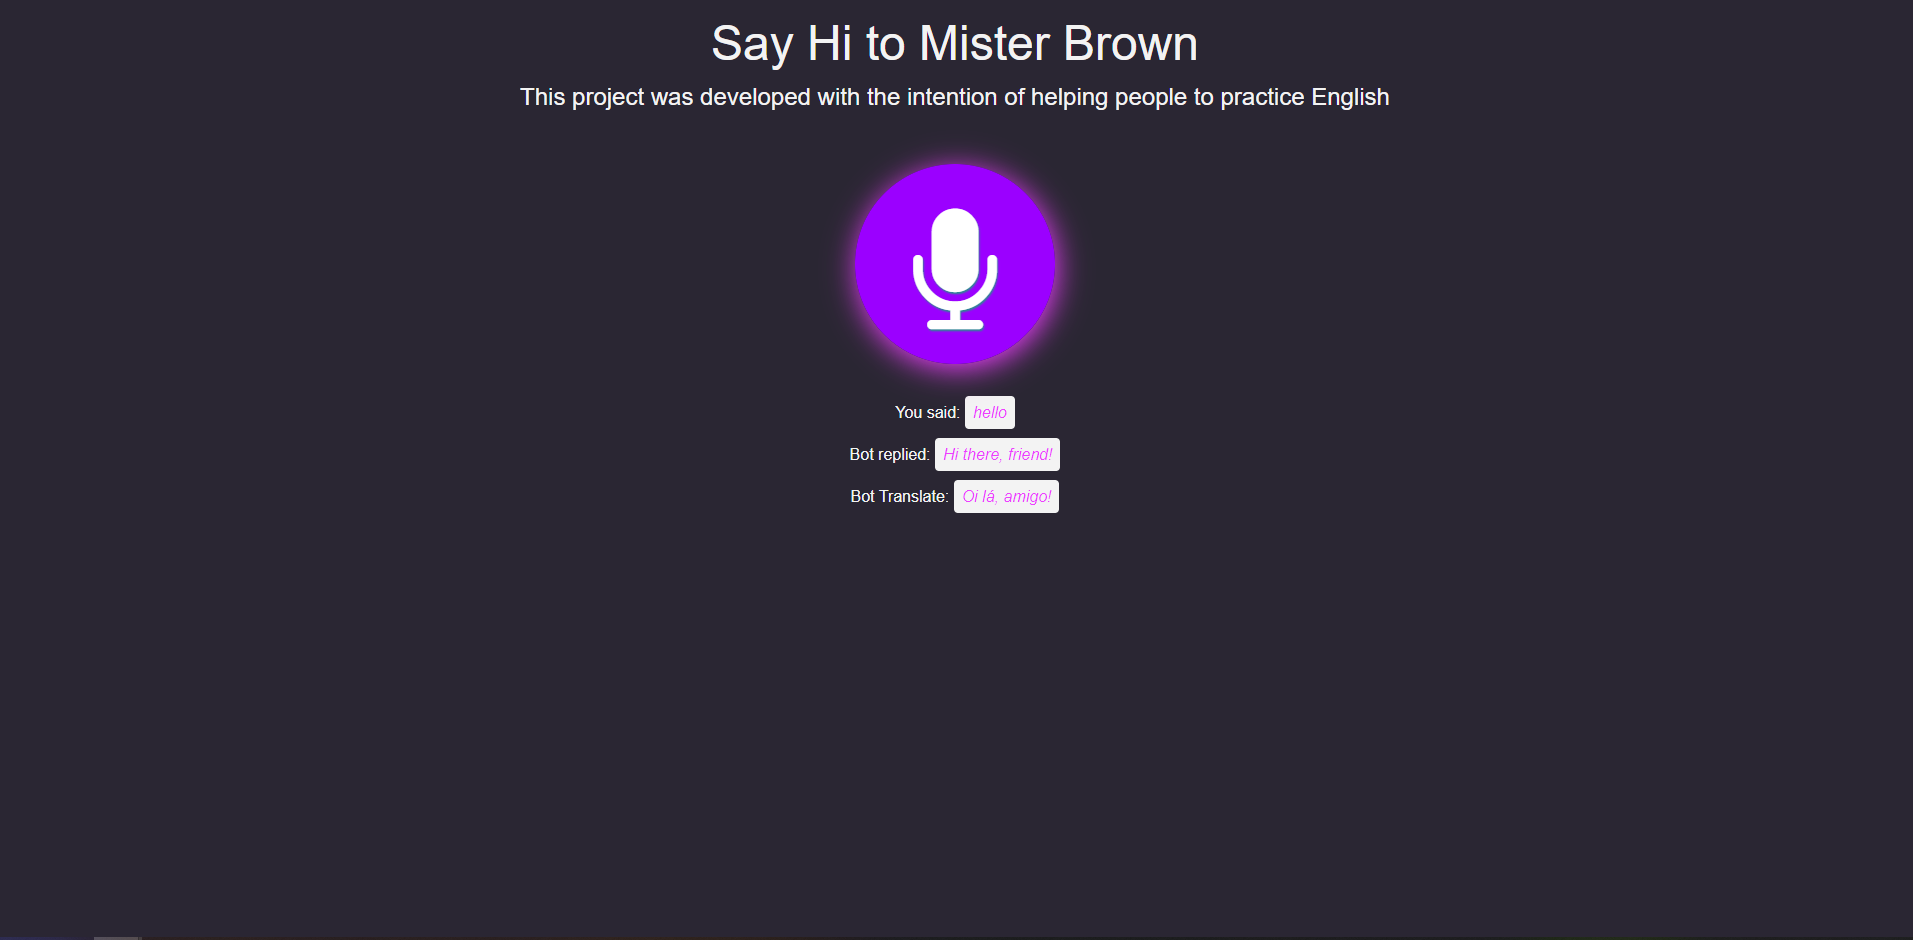 Say Hi to Mister Brown
This project was developed with the intention of helping people to practice English
You said: hello
Bot replied: Hi there, friend!
Bot Translate: Oi lá, amigo!